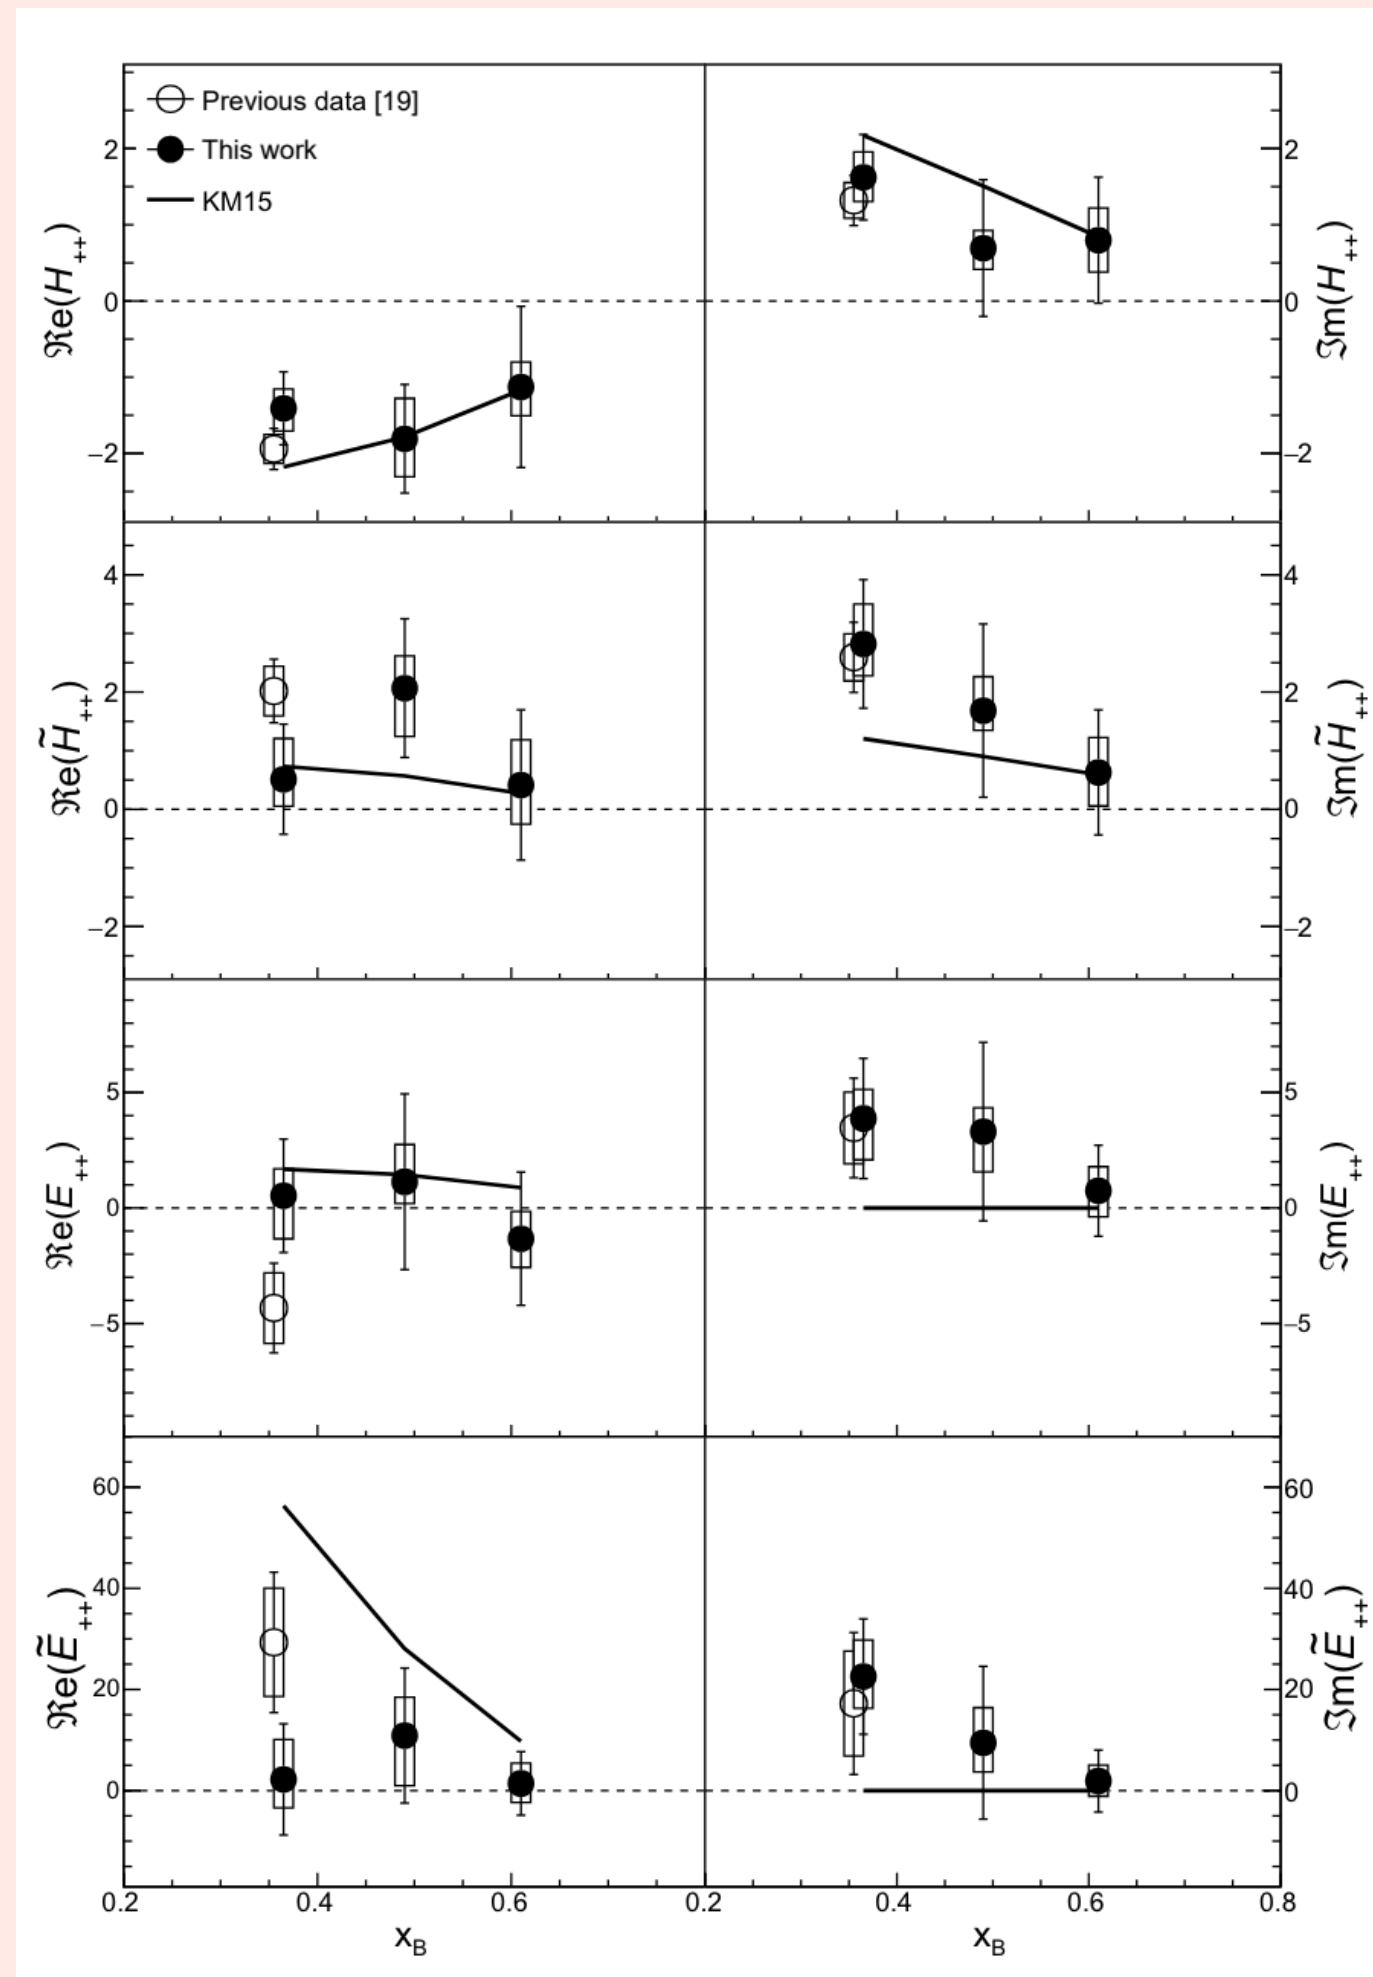 Previous data [19]
This work
KM15
ℜe(H₊₊)
2
0
−2
2
0
−2
ℑm(H₊₊)
ℜe(H̃₊₊)
4
2
0
−2
4
2
0
−2
ℑm(H̃₊₊)
ℜe(E₊₊)
5
0
−5
5
0
−5
ℑm(E₊₊)
ℜe(Ẽ₊₊)
60
40
20
0
60
40
20
0
ℑm(Ẽ₊₊)
0.2 0.4 0.6 0.2 0.4 0.6 0.8
x_B x_B